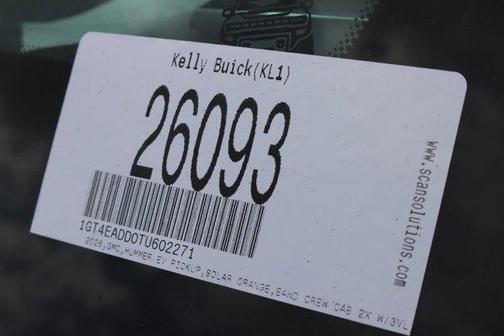 Kelly Buick(KL1)
26093
1GT4EADD0TU602271
2026,GMC,HUMMER EV PICKUP,SOLAR ORANGE,E4WD CREW CAB 2X W/3VL
www.scansolutions.com